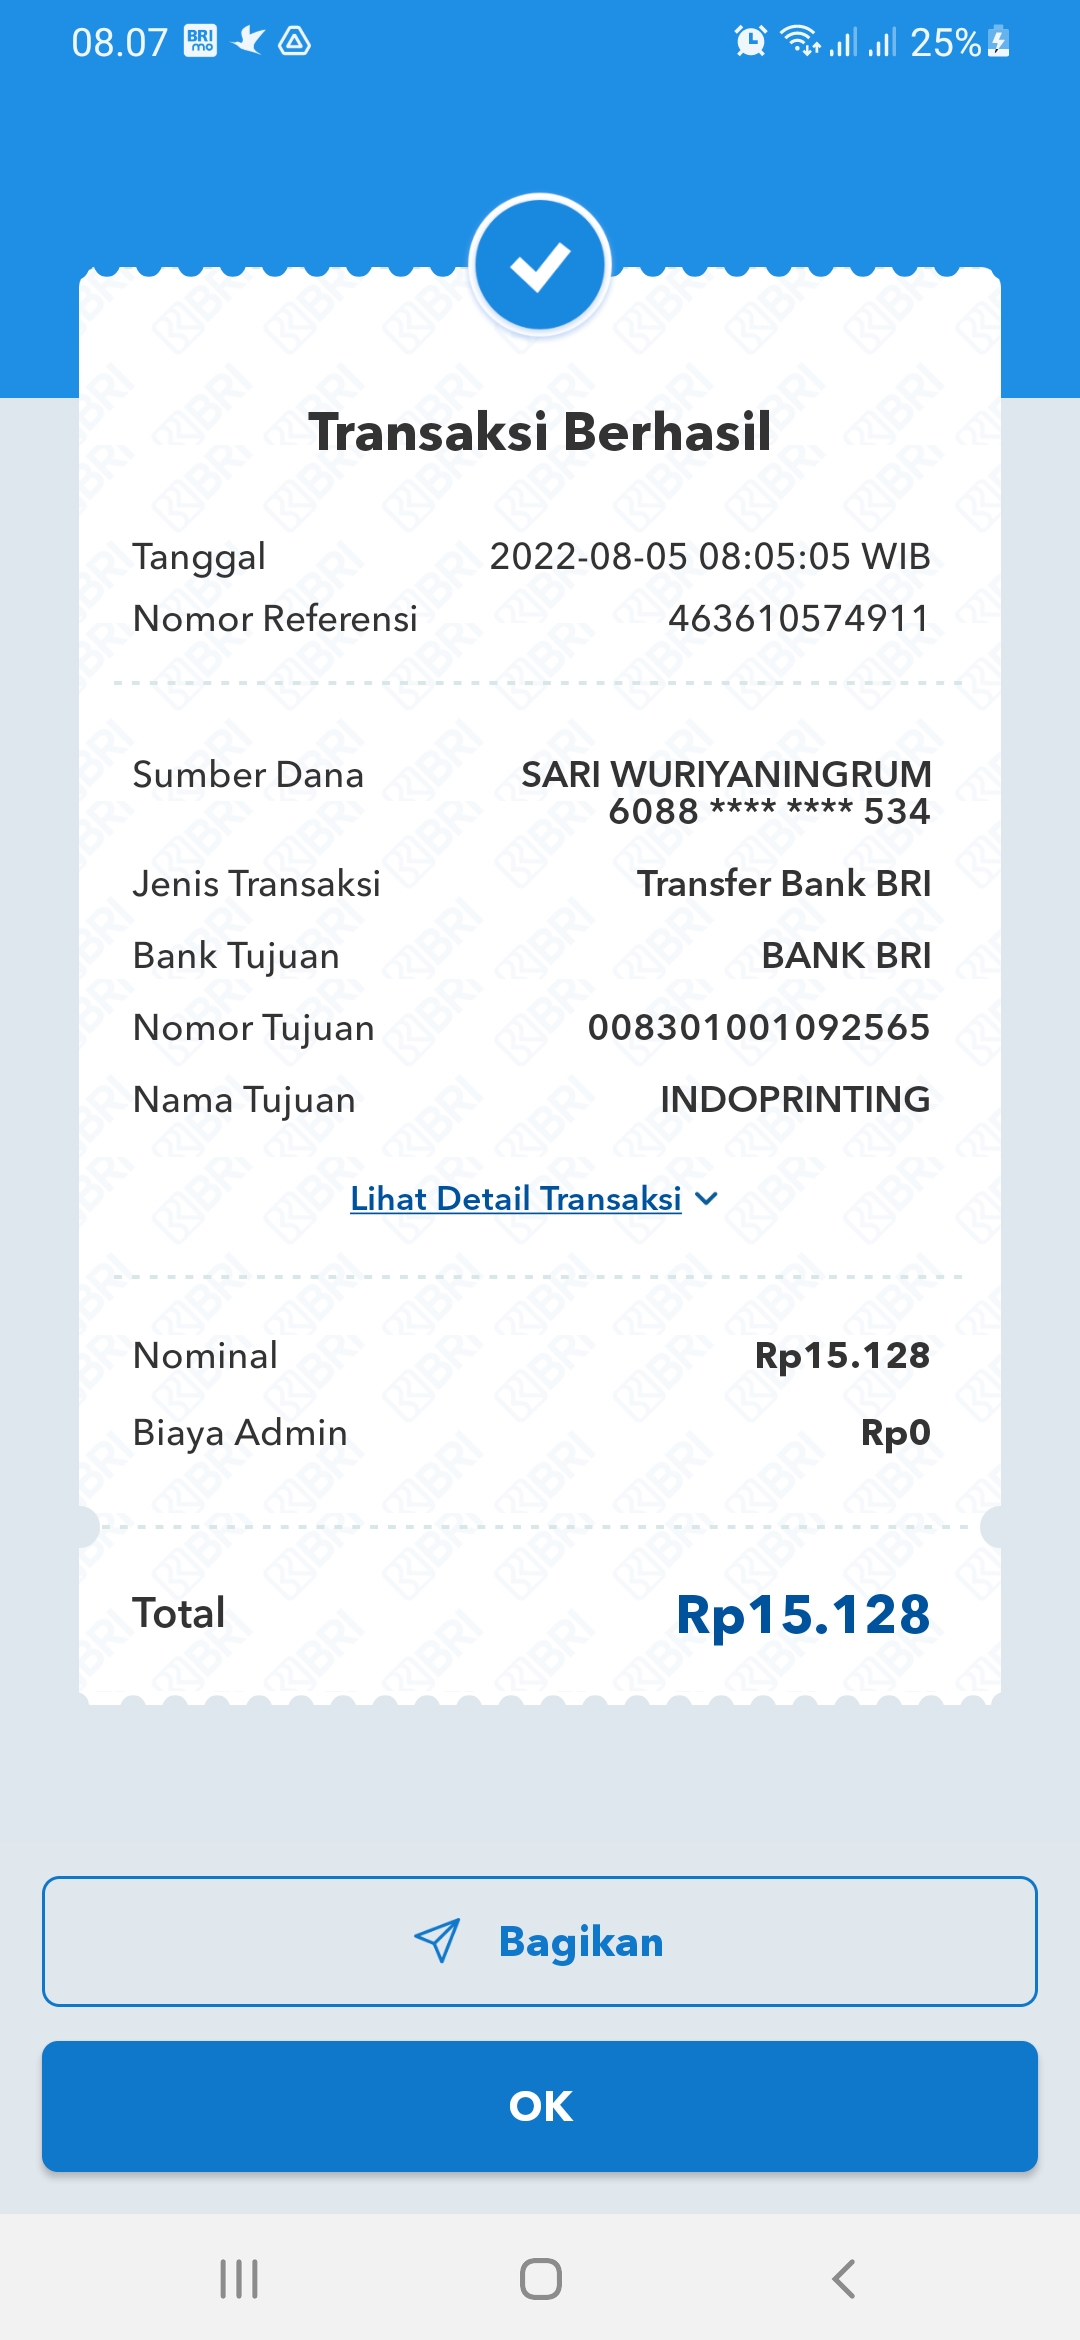 08.07 BRI mo 25%
Transaksi Berhasil
Tanggal 2022-08-05 08:05:05 WIB
Nomor Referensi 463610574911
Sumber Dana SARI WURIYANINGRUM
6088 **** **** 534
Jenis Transaksi Transfer Bank BRI
Bank Tujuan BANK BRI
Nomor Tujuan 008301001092565
Nama Tujuan INDOPRINTING
Lihat Detail Transaksi
Nominal Rp15.128
Biaya Admin Rp0
Total Rp15.128
Bagikan
OK